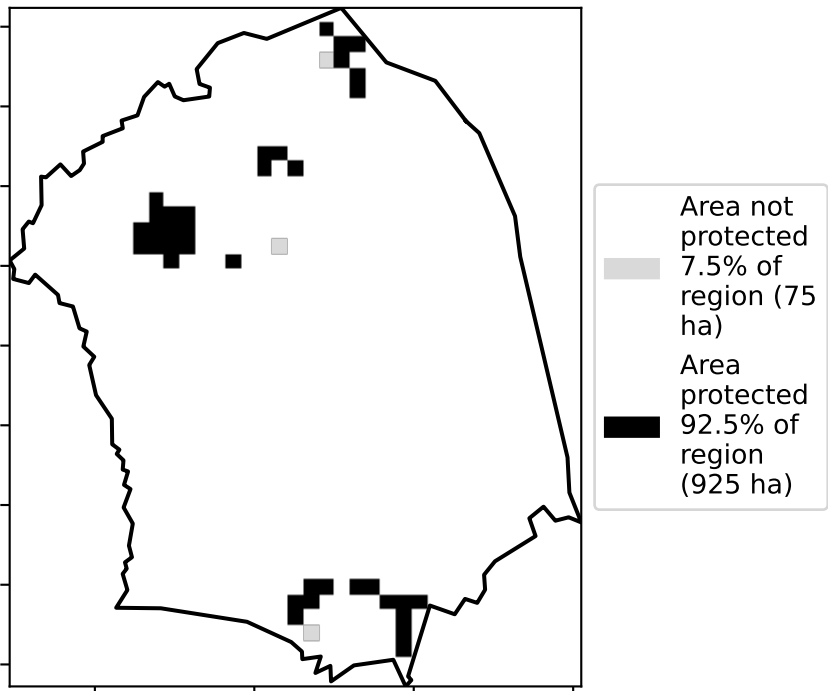 Area not
protected
7.5% of
region (75
ha)
Area
protected
92.5% of
region
(925 ha)